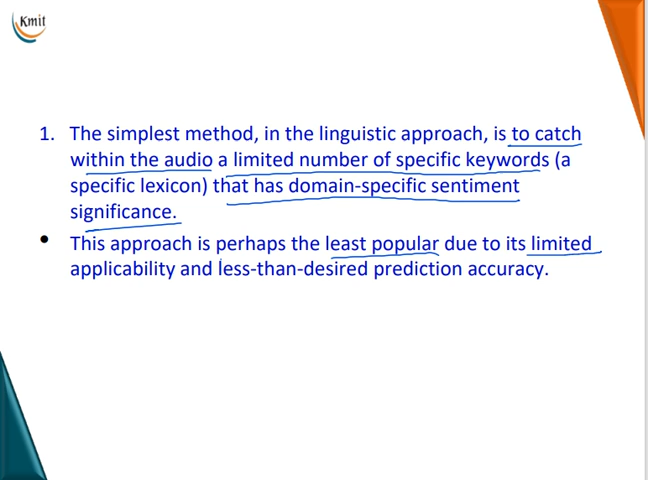 Kmit
1. The simplest method, in the linguistic approach, is to catch
within the audio a limited number of specific keywords (a
specific lexicon) that has domain-specific sentiment
significance.
• This approach is perhaps the least popular due to its limited
applicability and less-than-desired prediction accuracy.